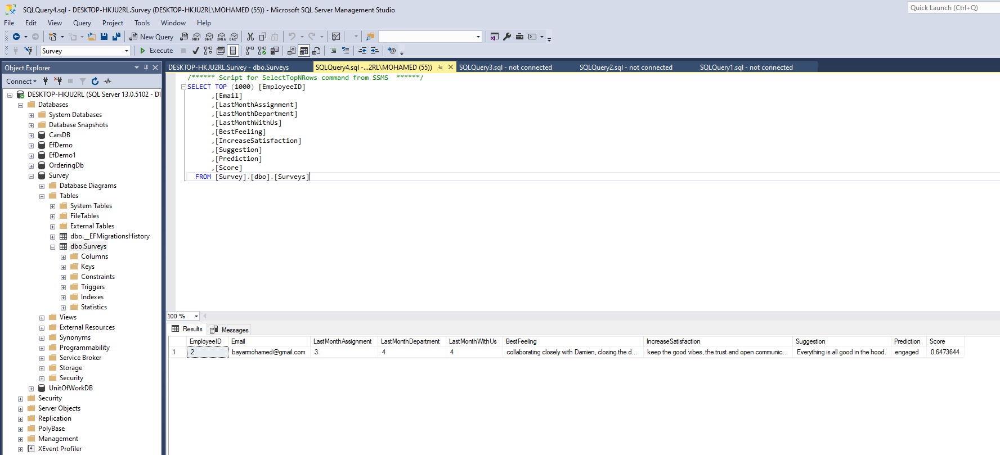 SQLQuery4.sql - DESKTOP-HKJU2RL.Survey (DESKTOP-HKJU2RL\MOHAMED (55)) - Microsoft SQL Server Management Studio
Quick Launch (Ctrl+Q)
File Edit View Query Project Tools Window Help
New Query MDX DMX XMLA DAX
Survey Execute
Object Explorer
Connect
DESKTOP-HKJU2RL (SQL Server 13.0.5102 - DI
Databases
System Databases
Database Snapshots
CarsDB
EfDemo
EfDemo1
OrderingDb
Survey
Database Diagrams
Tables
System Tables
FileTables
External Tables
dbo.__EFMigrationsHistory
dbo.Surveys
Columns
Keys
Constraints
Triggers
Indexes
Statistics
Views
External Resources
Synonyms
Programmability
Service Broker
Storage
Security
UnitOfWorkDB
Security
Server Objects
Replication
PolyBase
Management
XEvent Profiler
DESKTOP-HKJU2RL.Survey - dbo.Surveys SQLQuery4.sql -...2RL\MOHAMED (55)) SQLQuery3.sql - not connected SQLQuery2.sql - not connected SQLQuery1.sql - not connected
/****** Script for SelectTopNRows command from SSMS ******/
SELECT TOP (1000) [EmployeeID]
,[Email]
,[LastMonthAssignment]
,[LastMonthDepartment]
,[LastMonthWithUs]
,[BestFeeling]
,[IncreaseSatisfaction]
,[Suggestion]
,[Prediction]
,[Score]
FROM [Survey].[dbo].[Surveys]
100 %
Results Messages
EmployeeID Email LastMonthAssignment LastMonthDepartment LastMonthWithUs BestFeeling IncreaseSatisfaction Suggestion Prediction Score
1 2 bayamohamed@gmail.com 3 4 4 collaborating closely with Damien, closing the d... keep the good vibes, the trust and open communic... Everything is all good in the hood. engaged 0,6473644